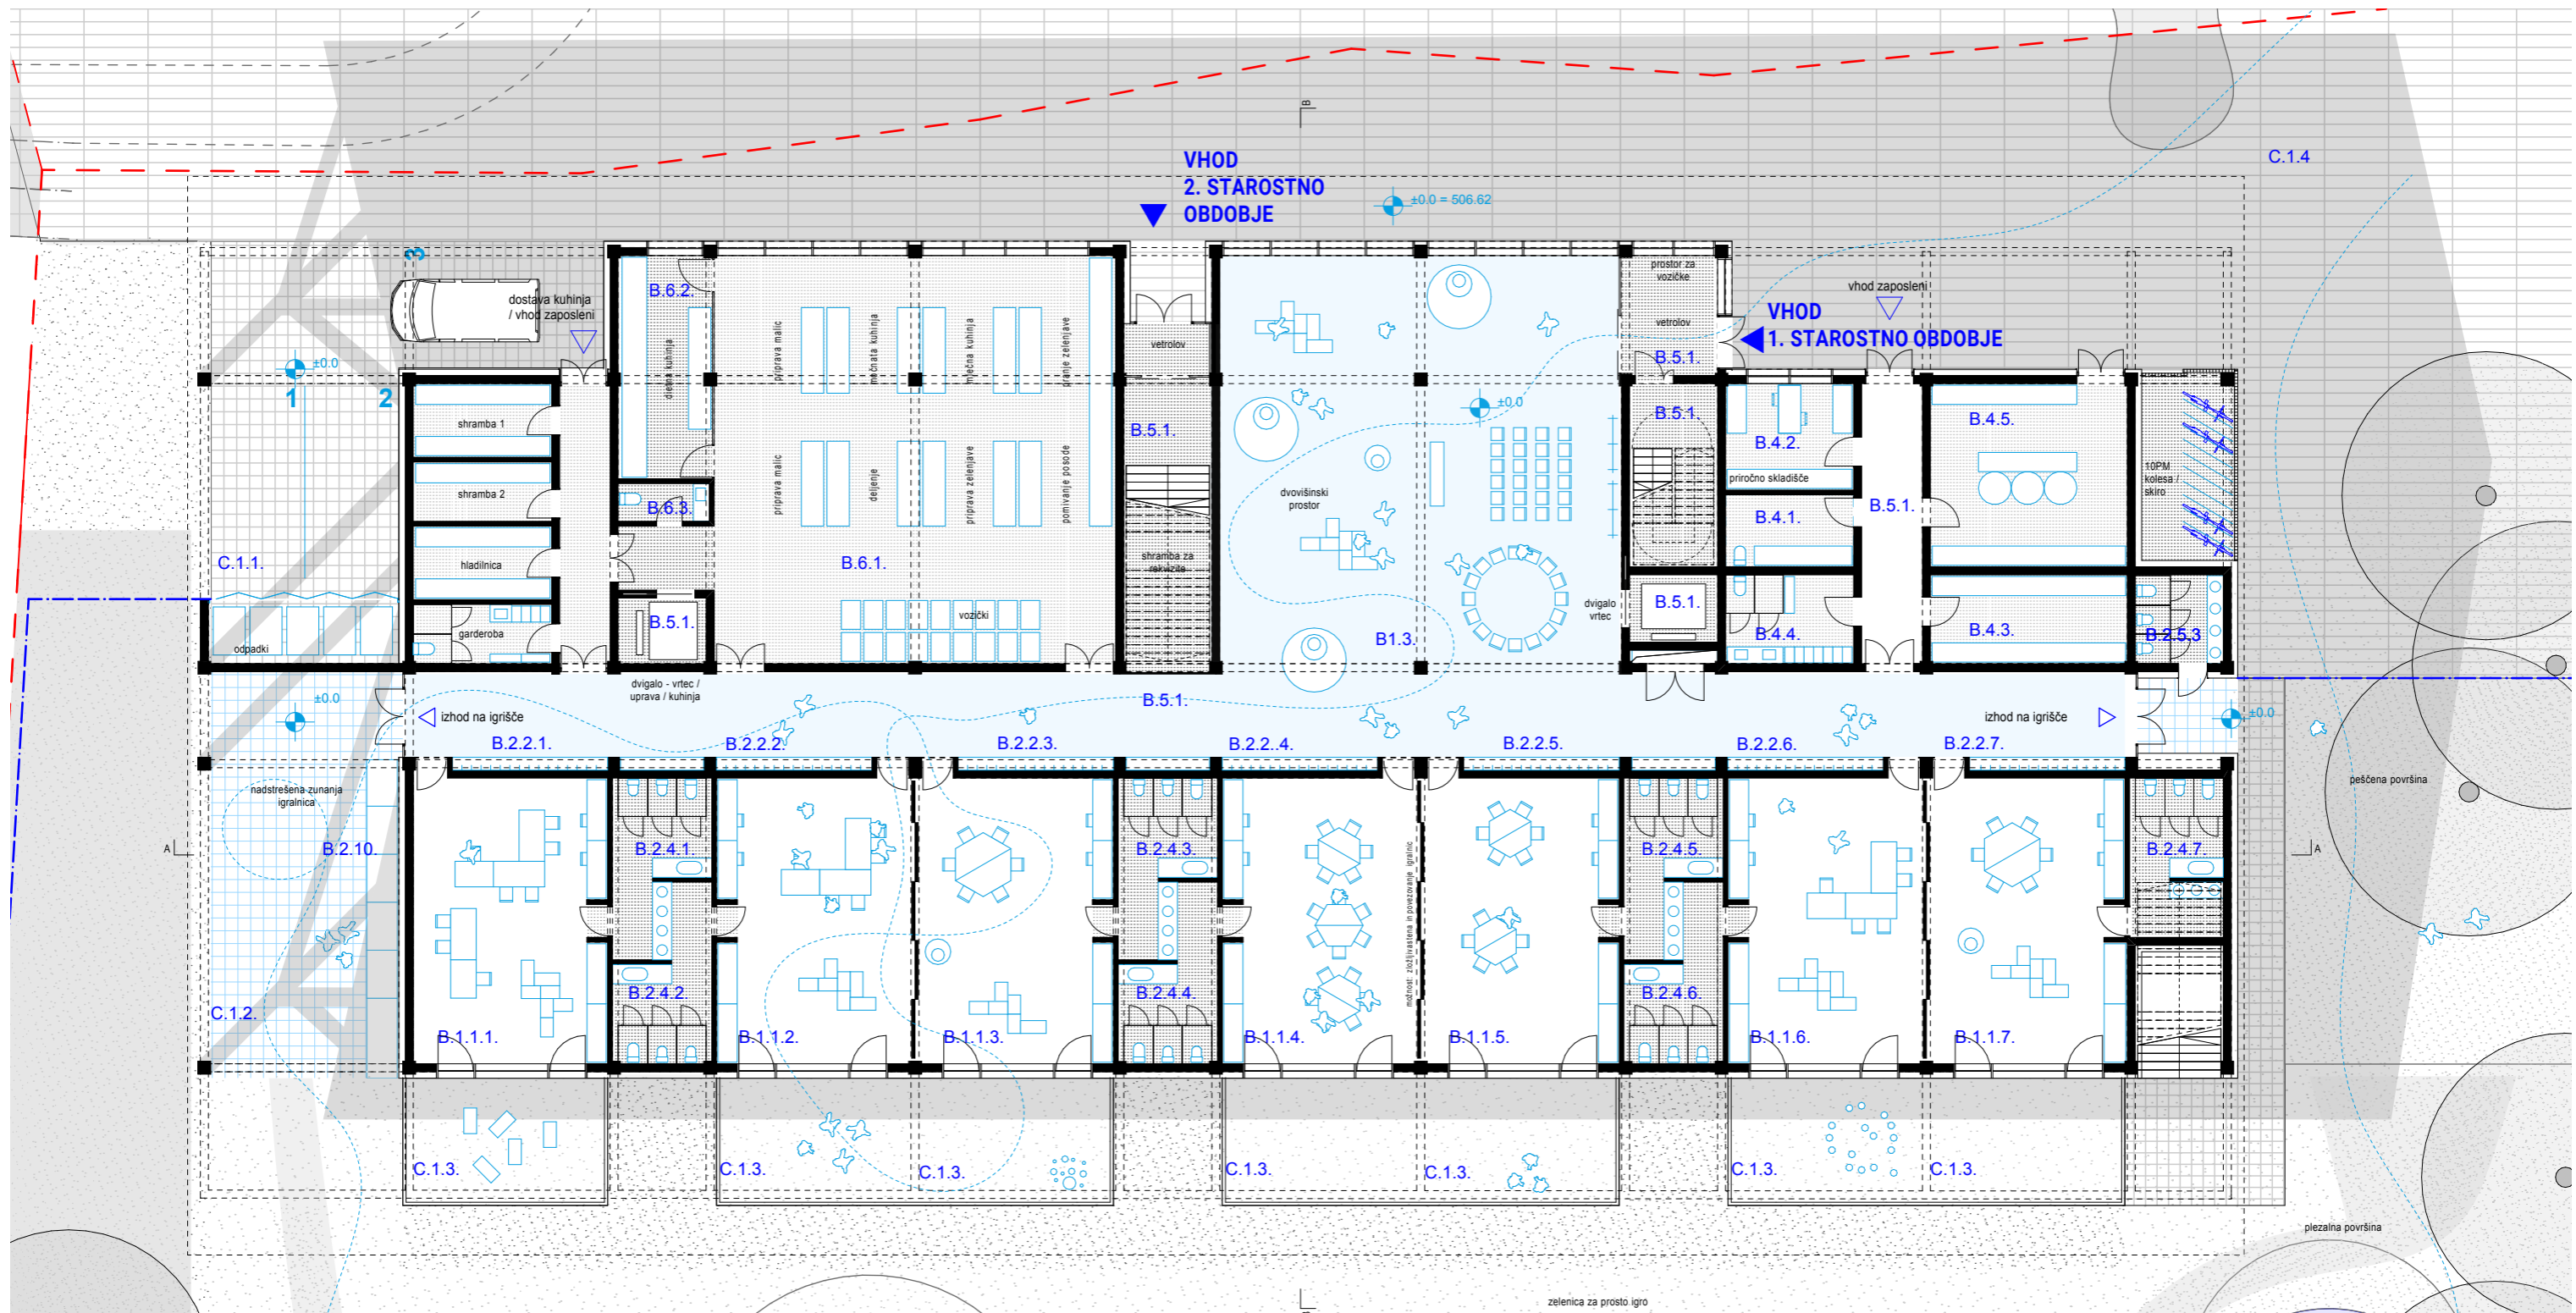 B
C.1.4
VHOD
2. STAROSTNO
OBDOBJE
±0.0 = 506.62
3
dostava kuhinja
/ vhod zaposleni
B.6.2.
prostor za
vozičke
vhod zaposleni
VHOD
1. STAROSTNO OBDOBJE
vetrolov
B.5.1.
vetrolov
±0.0
1
2
dietna kuhinja
priprava malic
močnata kuhinja
mlečna kuhinja
pranje zelenjave
shramba 1
B.5.1.
±0.0
B.5.1.
B.4.2.
B.4.5.
priročno skladišče
10PM
kolesa /
skiro
shramba 2
B.6.3.
priprava malic
deljenje
priprava zelenjave
pomivanje posode
dvovišinski
prostor
B.4.1.
B.5.1.
C.1.1.
hladilnica
B.6.1.
shramba za
rekvizite
dvigalo
vrtec
B.5.1.
vozički
B.5.1.
garderoba
odpadki
B1.3.
B.4.4.
B.4.3.
B.2.5.3
±0.0
dvigalo - vrtec /
uprava / kuhinja
B.5.1.
izhod na igrišče
izhod na igrišče
±0.0
B.2.2.1.
B.2.2.2.
B.2.2.3.
B.2.2..4.
B.2.2.5.
B.2.2.6.
B.2.2.7.
nadstrešena zunanja
igralnica
peščena površina
A
B.2.10.
B.2.4.1.
B.2.4.3.
možnost: zložljiva stena in povezovanje igralnic
B.2.4.5.
B.2.4.7.
A
C.1.2.
B.2.4.2.
B.2.4.4.
B.2.4.6.
B.1.1.1.
B.1.1.2.
B.1.1.3.
B.1.1.4.
B.1.1.5.
B.1.1.6.
B.1.1.7.
C.1.3.
C.1.3.
C.1.3.
C.1.3.
C.1.3.
C.1.3.
C.1.3.
plezalna površina
zelenica za prosto igro